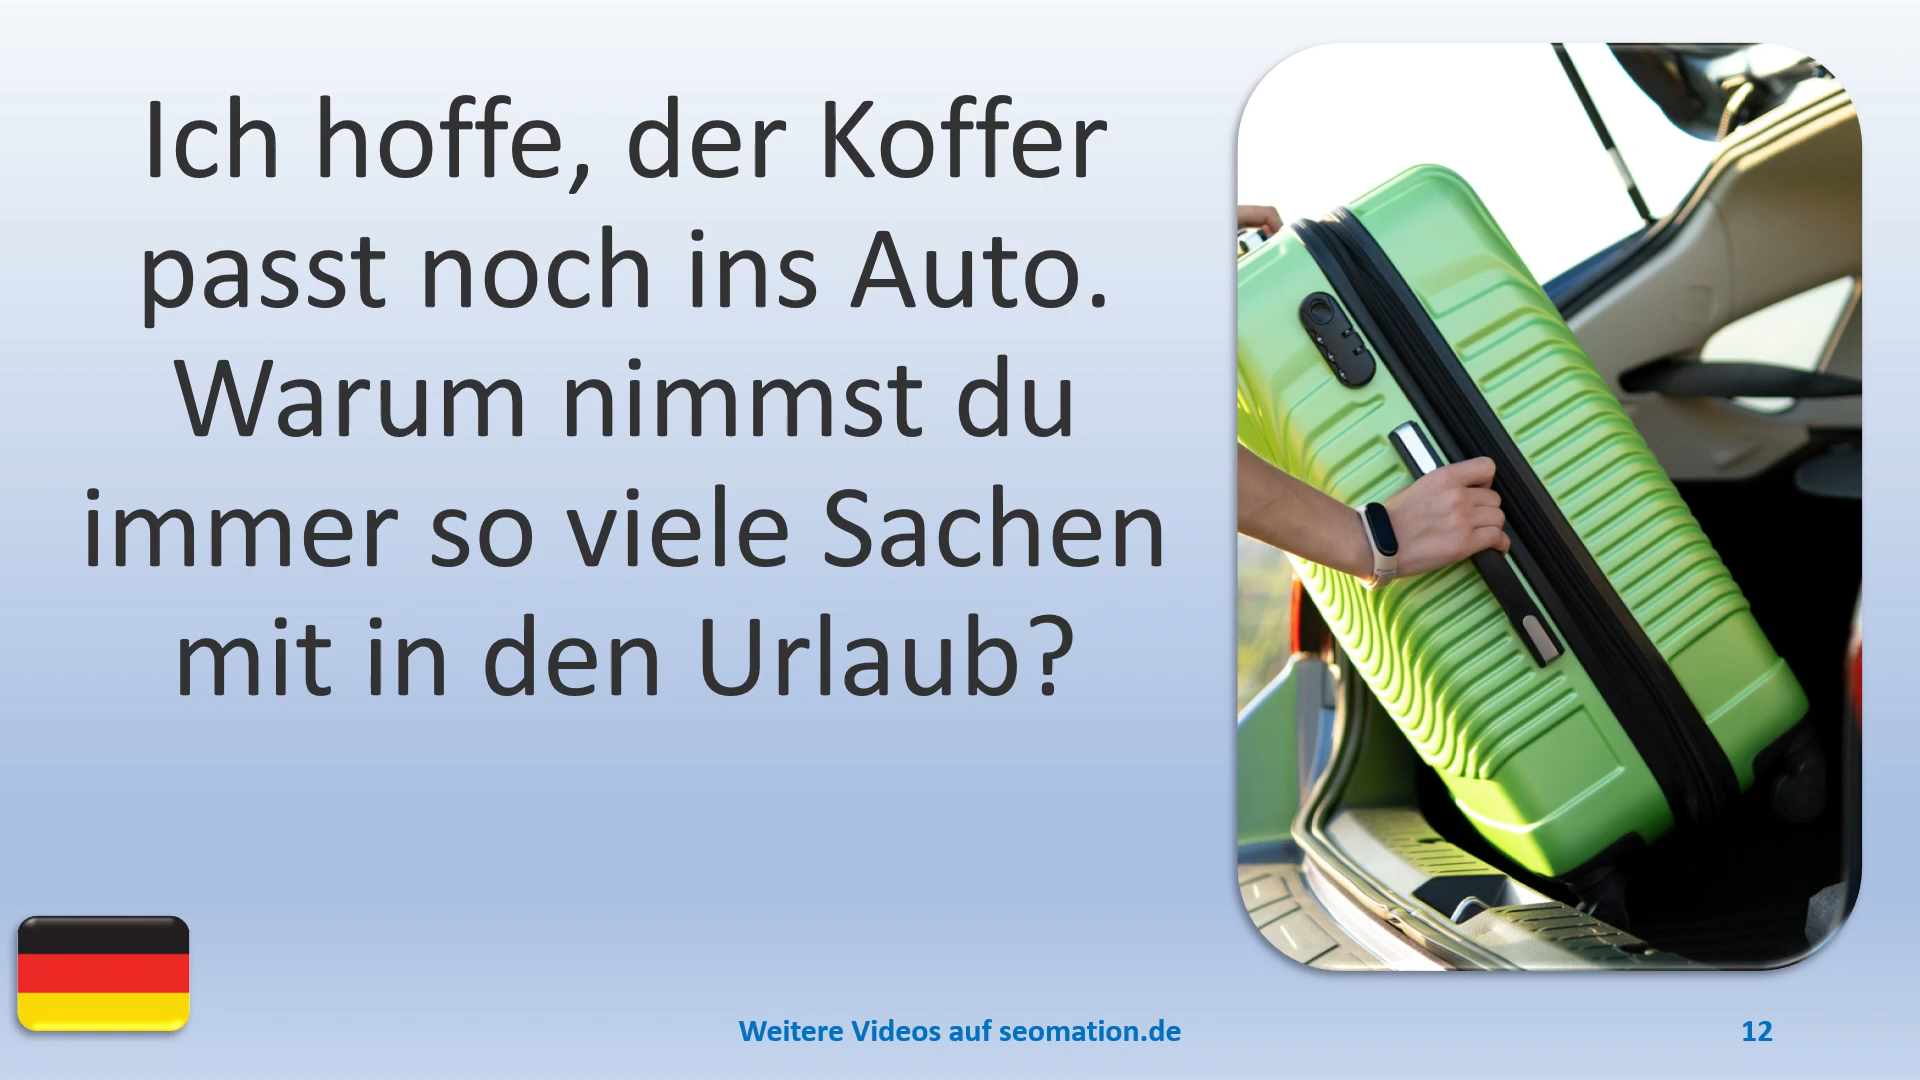 Ich hoffe, der Koffer
passt noch ins Auto.
Warum nimmst du
immer so viele Sachen
mit in den Urlaub?
Weitere Videos auf seomation.de
12